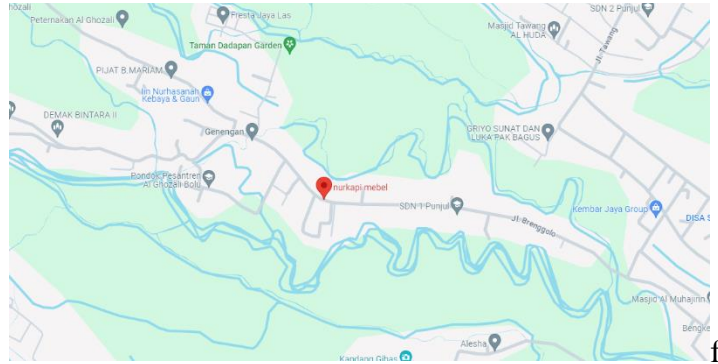 ozali
Peternakan Al Ghozali
Fresta Jaya Las
SDN 2 Punjul
Masjid Tawang
AL HUDA
Taman Dadapan Garden
Jl. Tawang
PIJAT B.MARIAM
Iin Nurhasanah
Kebaya & Gaun
DEMAK BINTARA II
Genengan
GRIYO SUNAT DAN
LUKA PAK BAGUS
Pondok Pesantren
Al Ghozali Bolu
nurkapi mebel
SDN 1 Punjul
Jl. Brenggolo
Kembar Jaya Group
DISA S
Masjid Al Muhajirin
Bengke
Alesha
Kandang Gibas
f